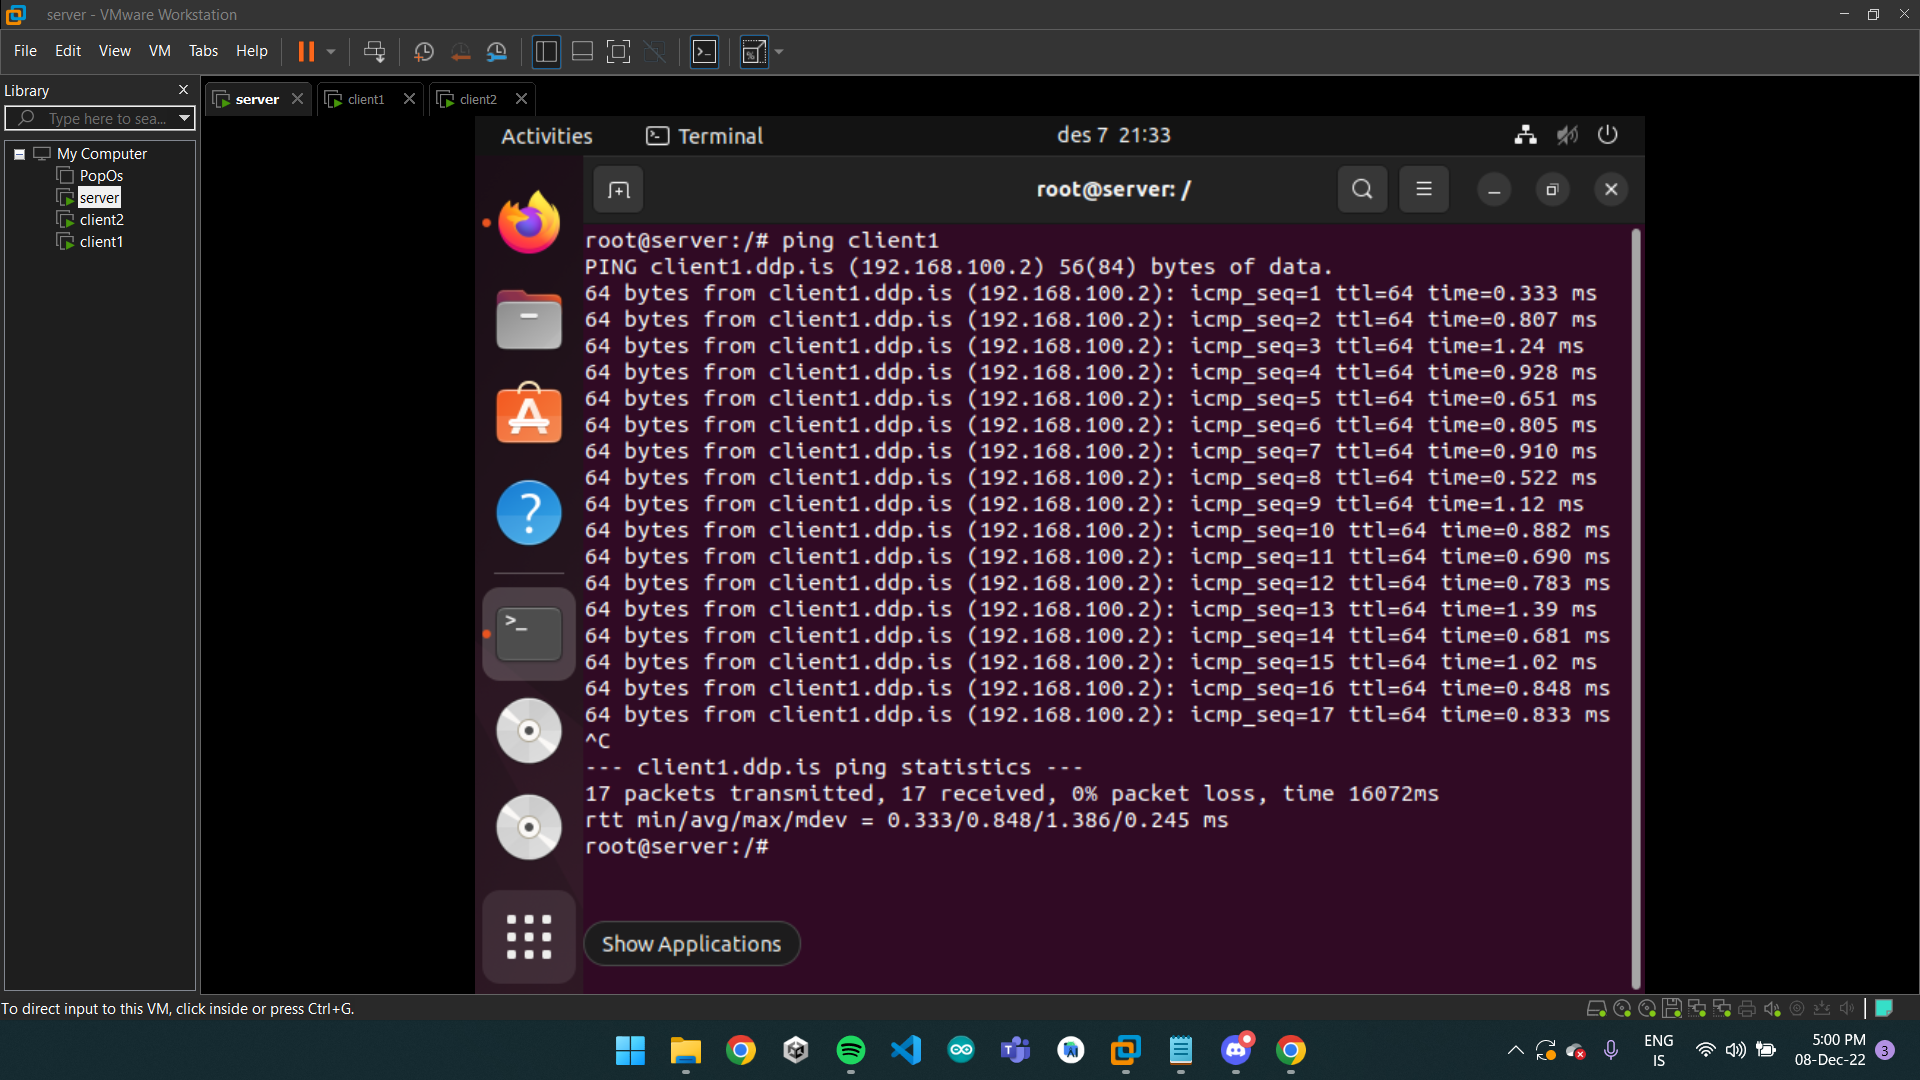 server - VMware Workstation
File Edit View VM Tabs Help
Library
Type here to sea...
My Computer
PopOs
server
client2
client1
server client1 client2
Activities Terminal des 7 21:33
root@server: /
root@server:/# ping client1
PING client1.ddp.is (192.168.100.2) 56(84) bytes of data.
64 bytes from client1.ddp.is (192.168.100.2): icmp_seq=1 ttl=64 time=0.333 ms
64 bytes from client1.ddp.is (192.168.100.2): icmp_seq=2 ttl=64 time=0.807 ms
64 bytes from client1.ddp.is (192.168.100.2): icmp_seq=3 ttl=64 time=1.24 ms
64 bytes from client1.ddp.is (192.168.100.2): icmp_seq=4 ttl=64 time=0.928 ms
64 bytes from client1.ddp.is (192.168.100.2): icmp_seq=5 ttl=64 time=0.651 ms
64 bytes from client1.ddp.is (192.168.100.2): icmp_seq=6 ttl=64 time=0.805 ms
64 bytes from client1.ddp.is (192.168.100.2): icmp_seq=7 ttl=64 time=0.910 ms
64 bytes from client1.ddp.is (192.168.100.2): icmp_seq=8 ttl=64 time=0.522 ms
64 bytes from client1.ddp.is (192.168.100.2): icmp_seq=9 ttl=64 time=1.12 ms
64 bytes from client1.ddp.is (192.168.100.2): icmp_seq=10 ttl=64 time=0.882 ms
64 bytes from client1.ddp.is (192.168.100.2): icmp_seq=11 ttl=64 time=0.690 ms
64 bytes from client1.ddp.is (192.168.100.2): icmp_seq=12 ttl=64 time=0.783 ms
64 bytes from client1.ddp.is (192.168.100.2): icmp_seq=13 ttl=64 time=1.39 ms
64 bytes from client1.ddp.is (192.168.100.2): icmp_seq=14 ttl=64 time=0.681 ms
64 bytes from client1.ddp.is (192.168.100.2): icmp_seq=15 ttl=64 time=1.02 ms
64 bytes from client1.ddp.is (192.168.100.2): icmp_seq=16 ttl=64 time=0.848 ms
64 bytes from client1.ddp.is (192.168.100.2): icmp_seq=17 ttl=64 time=0.833 ms
^C
--- client1.ddp.is ping statistics ---
17 packets transmitted, 17 received, 0% packet loss, time 16072ms
rtt min/avg/max/mdev = 0.333/0.848/1.386/0.245 ms
root@server:/#
Show Applications
To direct input to this VM, click inside or press Ctrl+G.
ENG
IS
5:00 PM
08-Dec-22
3